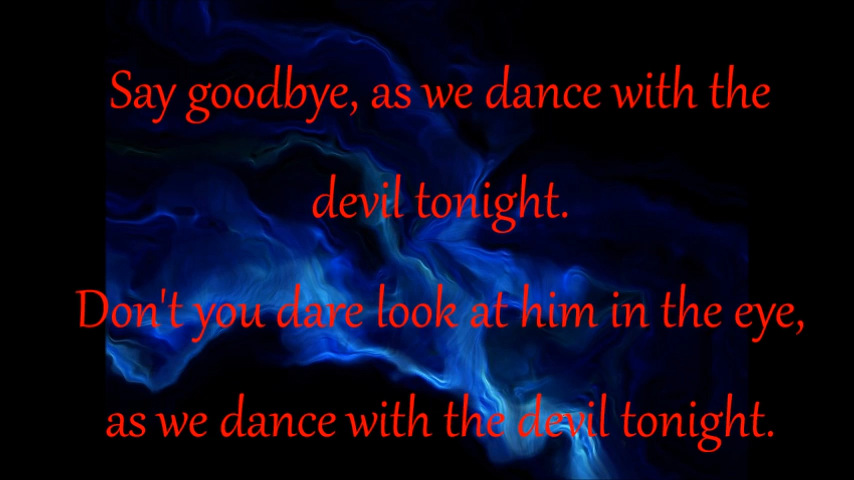 Say goodbye, as we dance with the
devil tonight.
Don't you dare look at him in the eye,
as we dance with the devil tonight.